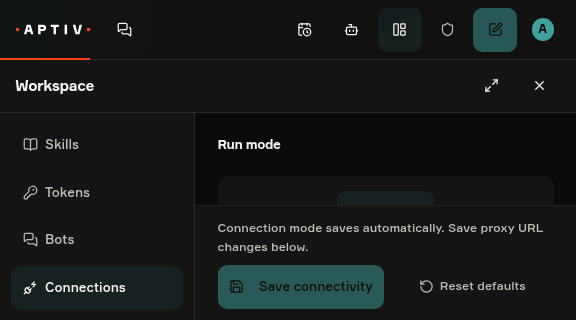 APTIV
A
Workspace
Skills
Run mode
Tokens
Bots
Connection mode saves automatically. Save proxy URL
changes below.
Connections
Save connectivity
Reset defaults